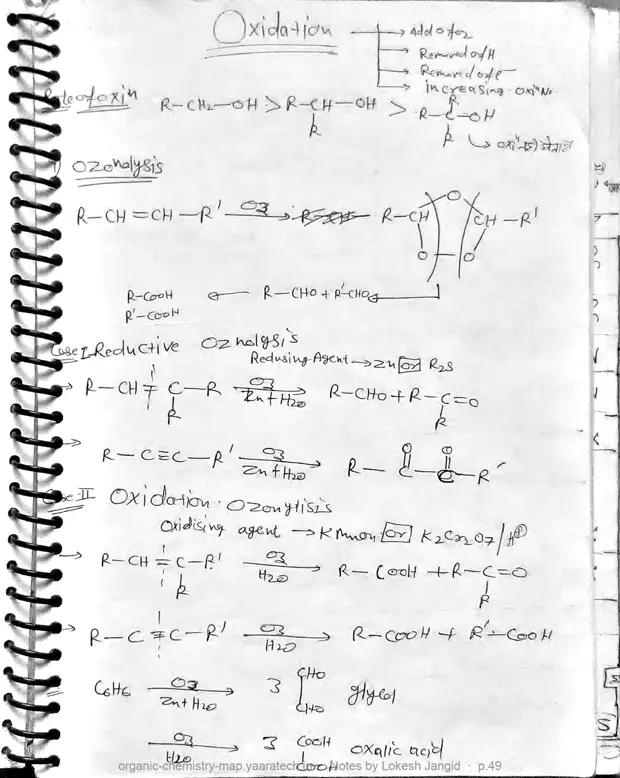 Oxidation → Add of O2
→ Removed of H
→ Removed of e-
→ increasing oxiⁿ No.
Rate of oxiⁿ R-CH2-OH > R-CH-OH > R-C-OH
R R R
1) Ozonalysis
R-CH=CH-R' O3→ R-CH O CH-R'
O-O
R-COOH ← R-CHO + R'-CHO ←
R'-COOH
Case I Reductive Oznalysis
Redusing Agent → Zn or R2S
→ R-CH=C-R O3 / Zn+H2O → R-CHO + R-C=O
R R
→ R-C≡C-R' O3 / Zn+H2O → R-C-C-R'
O O
Case II Oxidation Ozonylisis
Oxidising agent → KMnO4 or K2Cr2O7/H⊕
→ R-CH=C-R' O3 / H2O → R-COOH + R-C=O
R R
→ R-C≡C-R' O3 / H2O → R-COOH + R'-COOH
C6H6 O3 / Zn+H2O → 3 CHO glyol
CHO
O3 / H2O → 3 COOH oxalic acid
COOH
organic-chemistry-map.yaaratech Notes by Lokesh Jangid · p.49